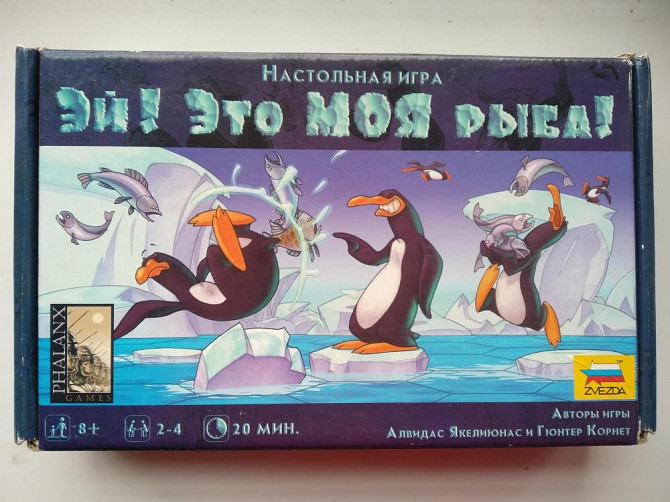 Настольная игра
Эй! Это МОЯ рыба!
PHALANX
GAMES
ZVEZDA
TM
8+
2-4
20 мин.
Авторы игры
Алвидас Якелиюнас и Гюнтер Корнет